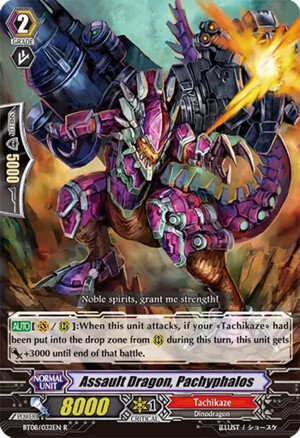 2
GRADE
5000
Noble spirits, grant me strength!
AUTO [ / ]:When this unit attacks, if your «Tachikaze» had
been put into the drop zone from during this turn, this unit gets
+3000 until end of that battle.
NORMAL
UNIT
Assault Dragon, Pachyphalos
POWER
8000
1
CRITICAL
Tachikaze
Dinodragon
BT08/032EN R
ILLUST / ショースケ